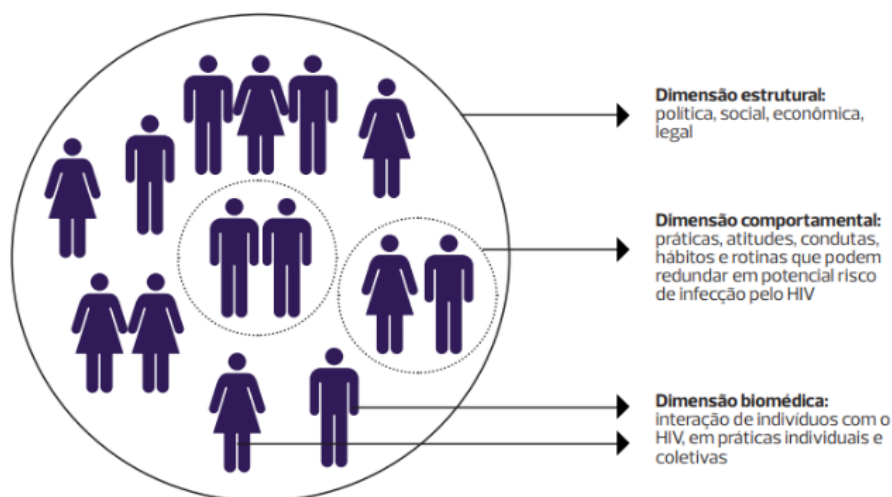 Dimensão estrutural:
política, social, econômica,
legal
Dimensão comportamental:
práticas, atitudes, condutas,
hábitos e rotinas que podem
redundar em potencial risco
de infecção pelo HIV
Dimensão biomédica:
interação de indivíduos com o
HIV, em práticas individuais e
coletivas